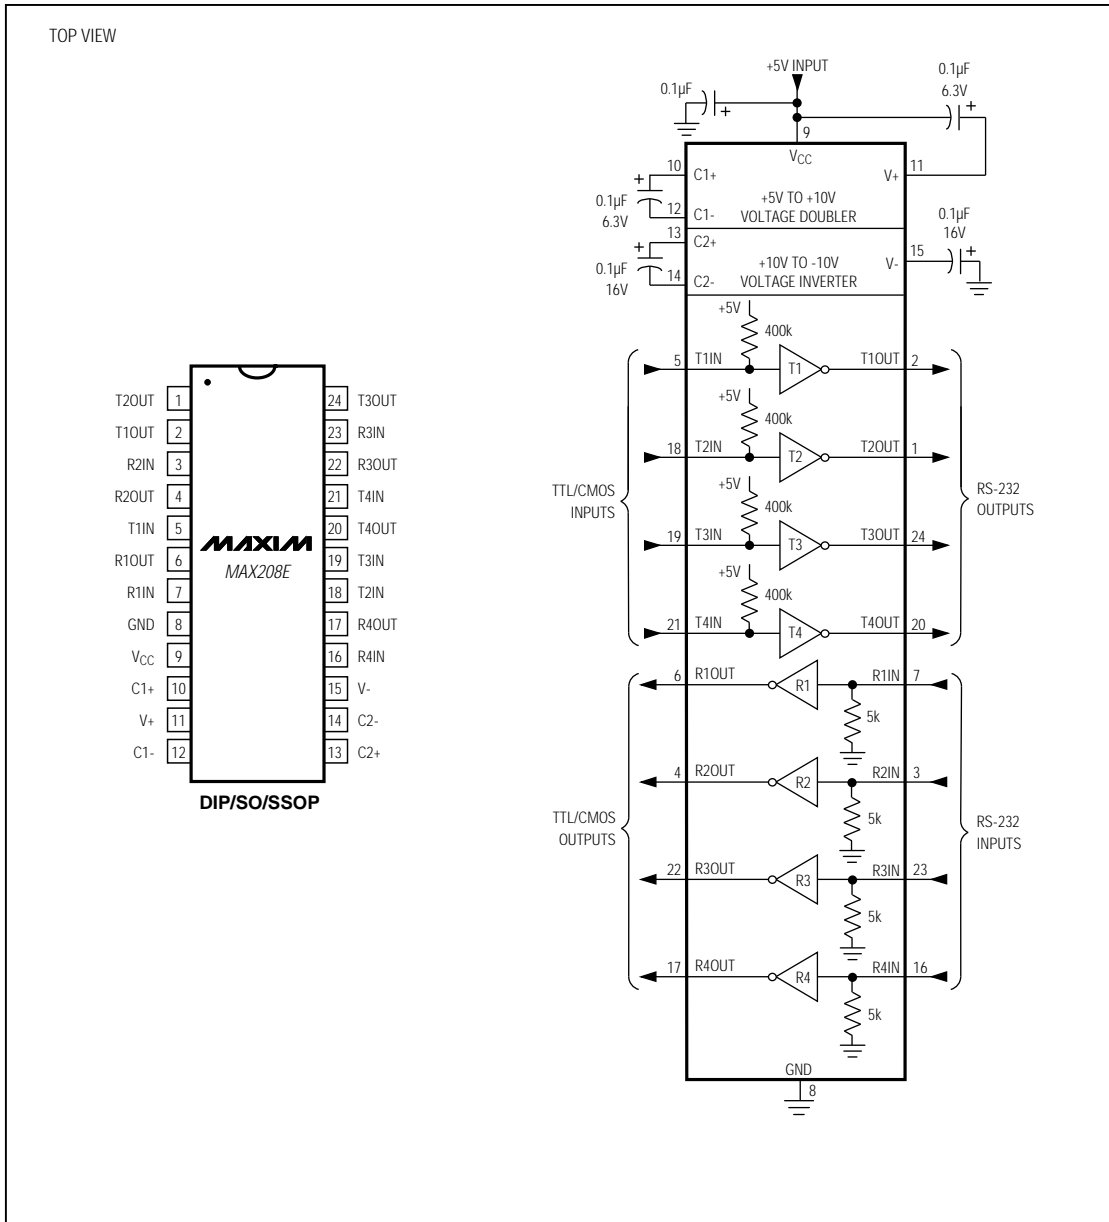 TOP VIEW
T2OUT 1
T1OUT 2
R2IN 3
R2OUT 4
T1IN 5
R1OUT 6
R1IN 7
GND 8
VCC 9
C1+ 10
V+ 11
C1- 12
24 T3OUT
23 R3IN
22 R3OUT
21 T4IN
20 T4OUT
19 T3IN
18 T2IN
17 R4OUT
16 R4IN
15 V-
14 C2-
13 C2+
MAXIM
MAX208E
DIP/SO/SSOP
+5V INPUT
0.1µF
+
0.1µF
6.3V
+
9
VCC
10
C1+
+
0.1µF
6.3V
12
C1-
+5V TO +10V
VOLTAGE DOUBLER
V+
11
13
C2+
+
0.1µF
16V
14
C2-
+10V TO -10V
VOLTAGE INVERTER
V-
15
0.1µF
16V
+
+5V
400k
5 T1IN T1 T1OUT 2
+5V
400k
18 T2IN T2 T2OUT 1
+5V
400k
19 T3IN T3 T3OUT 24
+5V
400k
21 T4IN T4 T4OUT 20
TTL/CMOS
INPUTS
RS-232
OUTPUTS
6 R1OUT R1 R1IN 7
5k
4 R2OUT R2 R2IN 3
5k
22 R3OUT R3 R3IN 23
5k
17 R4OUT R4 R4IN 16
5k
TTL/CMOS
OUTPUTS
RS-232
INPUTS
GND
8